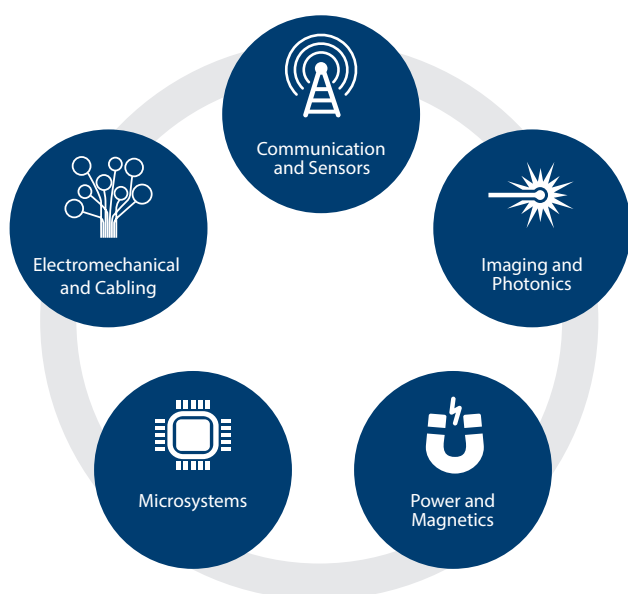 Communication
and Sensors
Electromechanical
and Cabling
Imaging and
Photonics
Microsystems
Power and
Magnetics